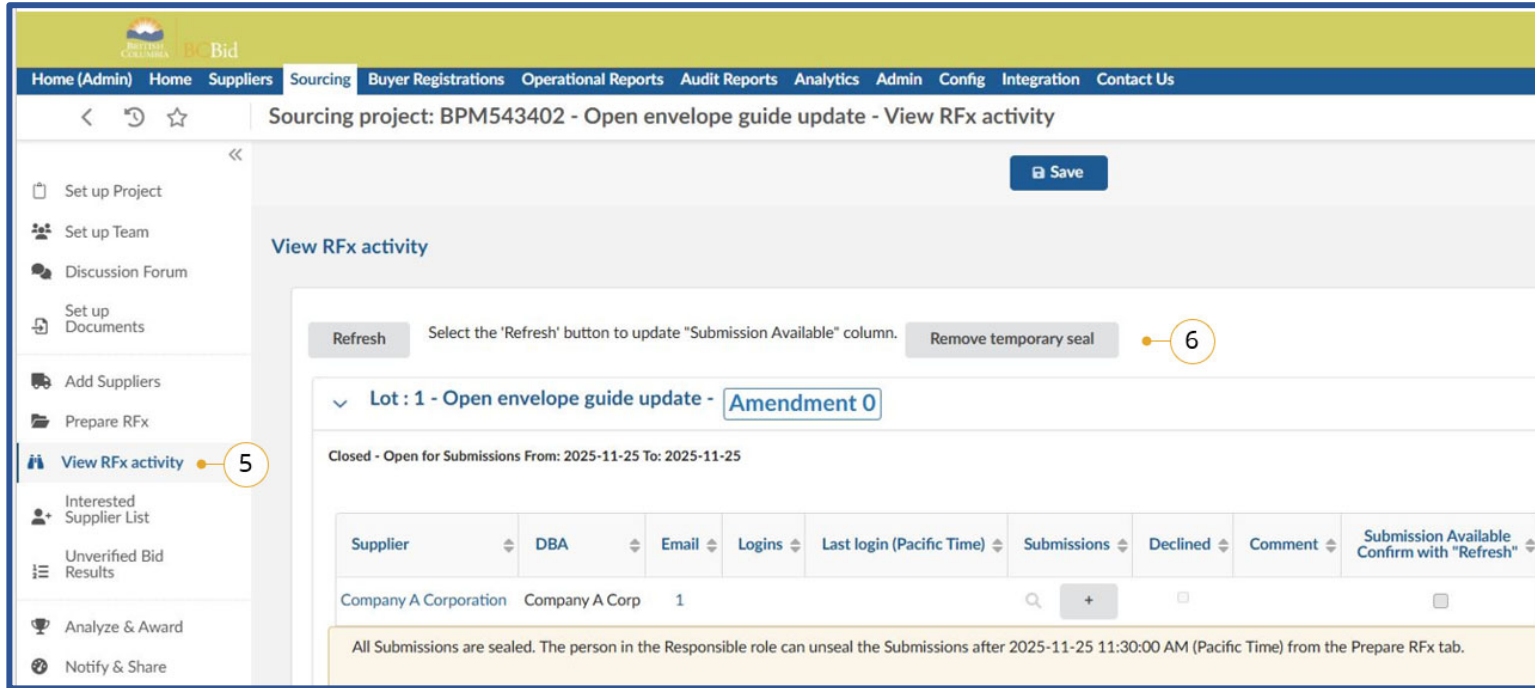 BRITISH
COLUMBIA
BC Bid
Home (Admin) Home Suppliers Sourcing Buyer Registrations Operational Reports Audit Reports Analytics Admin Config Integration Contact Us
Sourcing project: BPM543402 - Open envelope guide update - View RFx activity
Save
Set up Project
Set up Team
Discussion Forum
Set up
Documents
Add Suppliers
Prepare RFx
View RFx activity
5
Interested
Supplier List
Unverified Bid
Results
Analyze & Award
Notify & Share
View RFx activity
Refresh Select the 'Refresh' button to update "Submission Available" column. Remove temporary seal 6
Lot : 1 - Open envelope guide update - Amendment 0
Closed - Open for Submissions From: 2025-11-25 To: 2025-11-25
Supplier DBA Email Logins Last login (Pacific Time) Submissions Declined Comment Submission Available
Confirm with "Refresh"
Company A Corporation Company A Corp 1 +
All Submissions are sealed. The person in the Responsible role can unseal the Submissions after 2025-11-25 11:30:00 AM (Pacific Time) from the Prepare RFx tab.